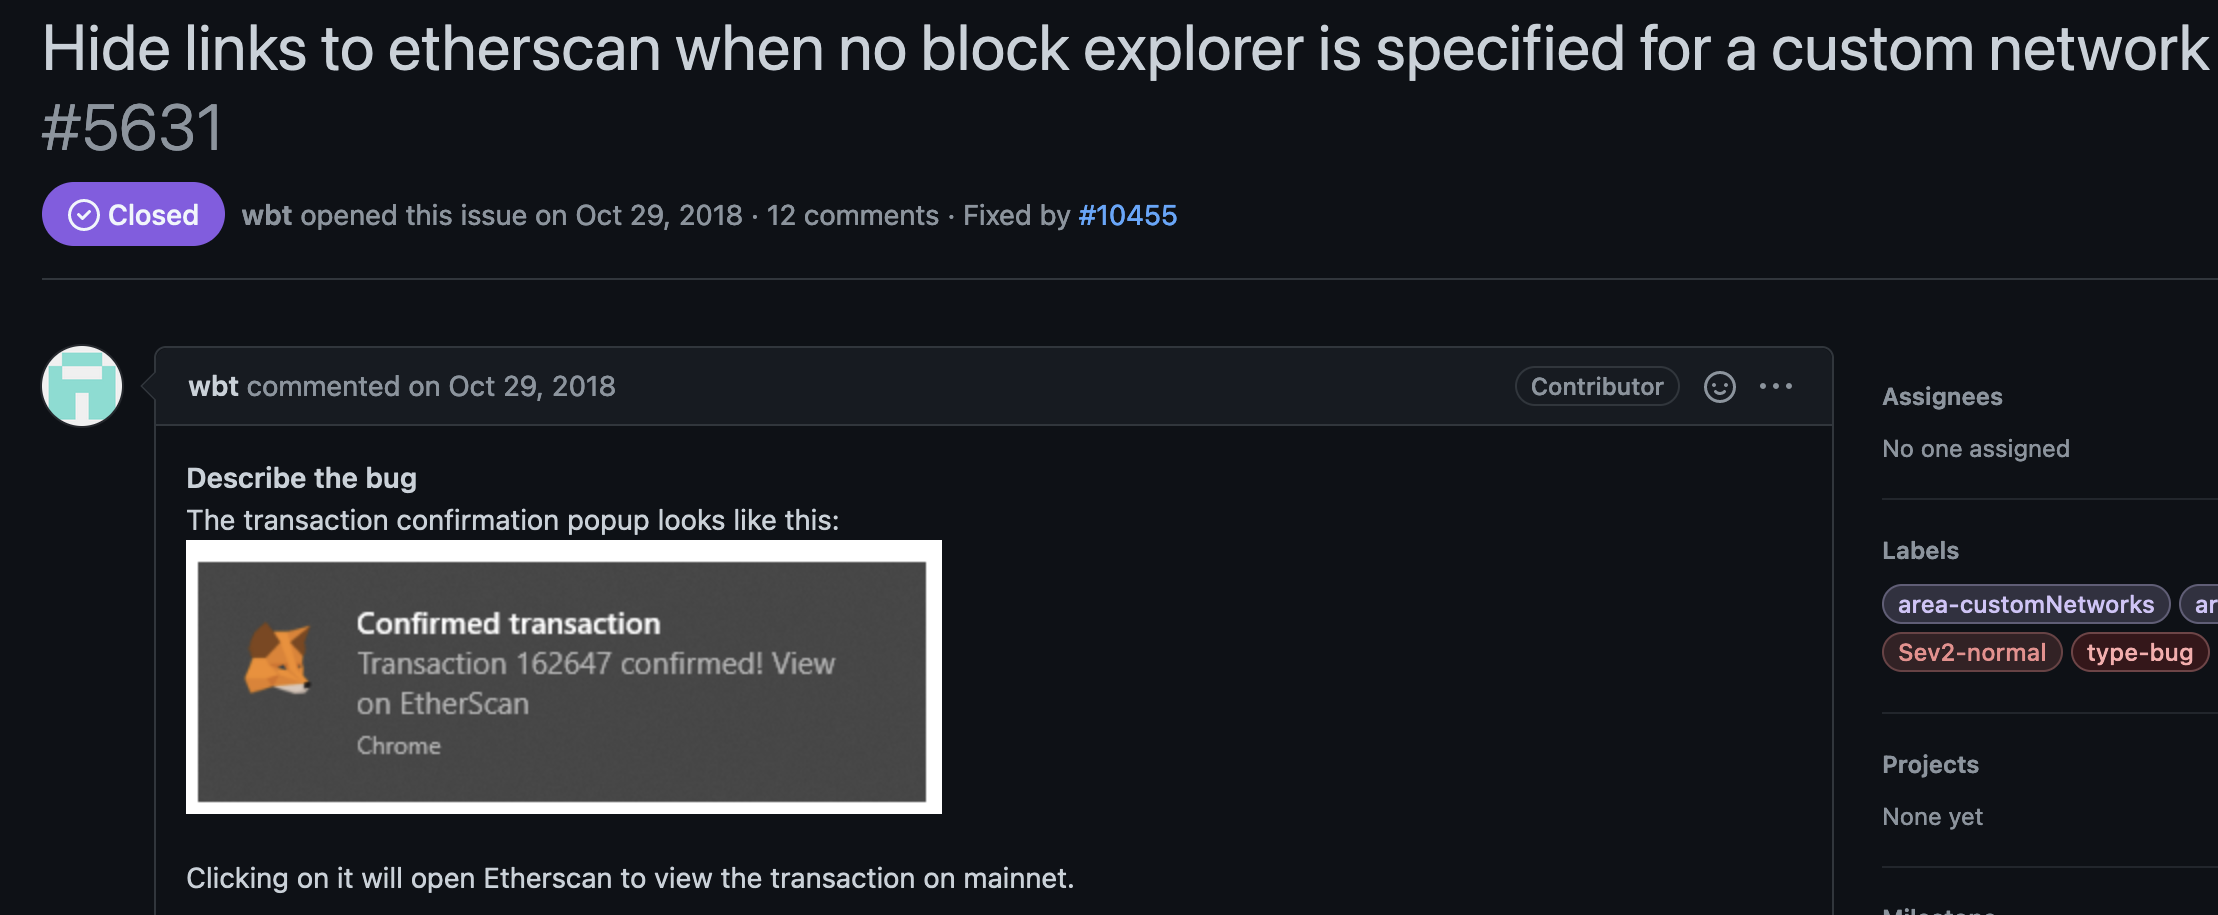 Hide links to etherscan when no block explorer is specified for a custom network
#5631
Closed wbt opened this issue on Oct 29, 2018 · 12 comments · Fixed by #10455
wbt commented on Oct 29, 2018 Contributor
Describe the bug
The transaction confirmation popup looks like this:
Confirmed transaction
Transaction 162647 confirmed! View
on EtherScan
Chrome
Clicking on it will open Etherscan to view the transaction on mainnet.
Assignees
No one assigned
Labels
area-customNetworks ar
Sev2-normal type-bug
Projects
None yet